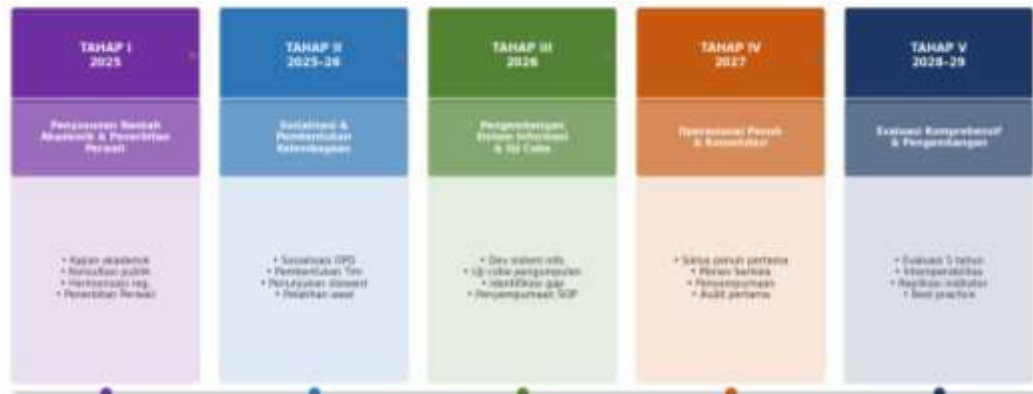 TAHAP I
2025
Penyusunan Naskah
Akademik & Penerbitan
Perwali
• Kajian akademik
• Konsultasi publik
• Harmonisasi reg.
• Penerbitan Perwali
TAHAP II
2025–26
Sosialisasi &
Pembentukan
Kelembagaan
• Sosialisasi OPD
• Pembentukan Tim
• Penunjukan steward
• Pelatihan awal
TAHAP III
2026
Pengembangan
Sistem Informasi
& Uji Coba
• Dev sistem info
• Uji coba pengumpulan
• Identifikasi gap
• Penyempurnaan SOP
TAHAP IV
2027
Operasional Penuh
& Konsolidasi
• Siklus penuh pertama
• Monev berkala
• Penyempurnaan
• Audit pertama
TAHAP V
2028–29
Evaluasi Komprehensif
& Pengembangan
• Evaluasi 5 tahun
• Interoperabilitas
• Replikasi indikator
• Best practice